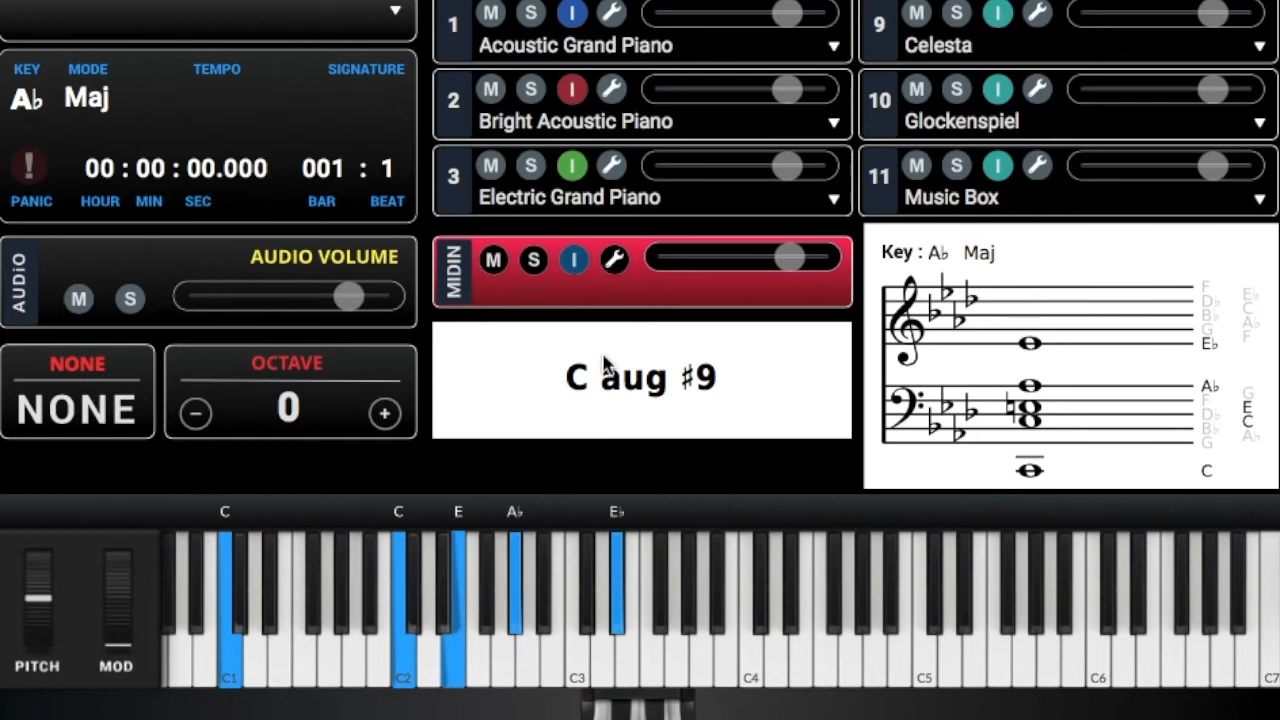 KEY MODE TEMPO SIGNATURE
A♭ Maj
! 00 : 00 : 00.000 001 : 1
PANIC HOUR MIN SEC BAR BEAT
AUDiO
AUDIO VOLUME
M S
NONE
NONE
OCTAVE
− 0 +
1 M S I
Acoustic Grand Piano
2 M S I
Bright Acoustic Piano
3 M S I
Electric Grand Piano
9 M S I
Celesta
10 M S I
Glockenspiel
11 M S I
Music Box
MIDIN M S I
C aug ♯9
Key : A♭ Maj
F E♭
D♭ C
B♭ A♭
G F
E♭
A♭
F G
D♭ E
B♭ C
G A♭
C
C C E A♭ E♭
PITCH MOD
C1 C2 C3 C4 C5 C6 C7